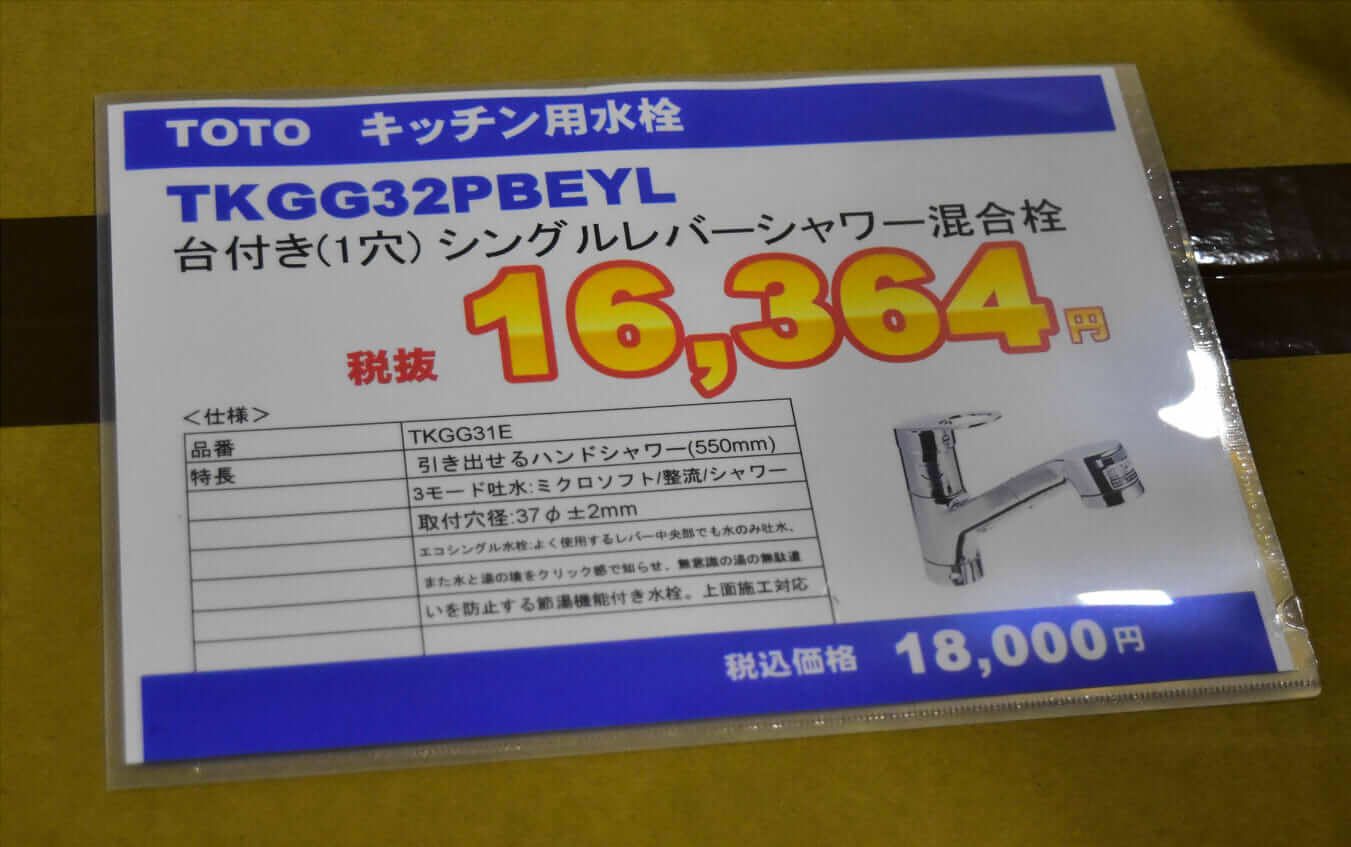 TOTO キッチン用水栓
TKGG32PBEYL
台付き(1穴) シングルレバーシャワー混合栓
税抜 16,364円
＜仕様＞
品番 TKGG31E
特長 引き出せるハンドシャワー(550mm)
3モード吐水:ミクロソフト/整流/シャワー
取付穴径:37φ±2mm
エコシングル水栓:よく使用するレバー中央部でも水のみ吐水、
また水と湯の境をクリック感で知らせ、無意識の湯の無駄遣
いを防止する節湯機能付き水栓。上面施工対応
税込価格 18,000円